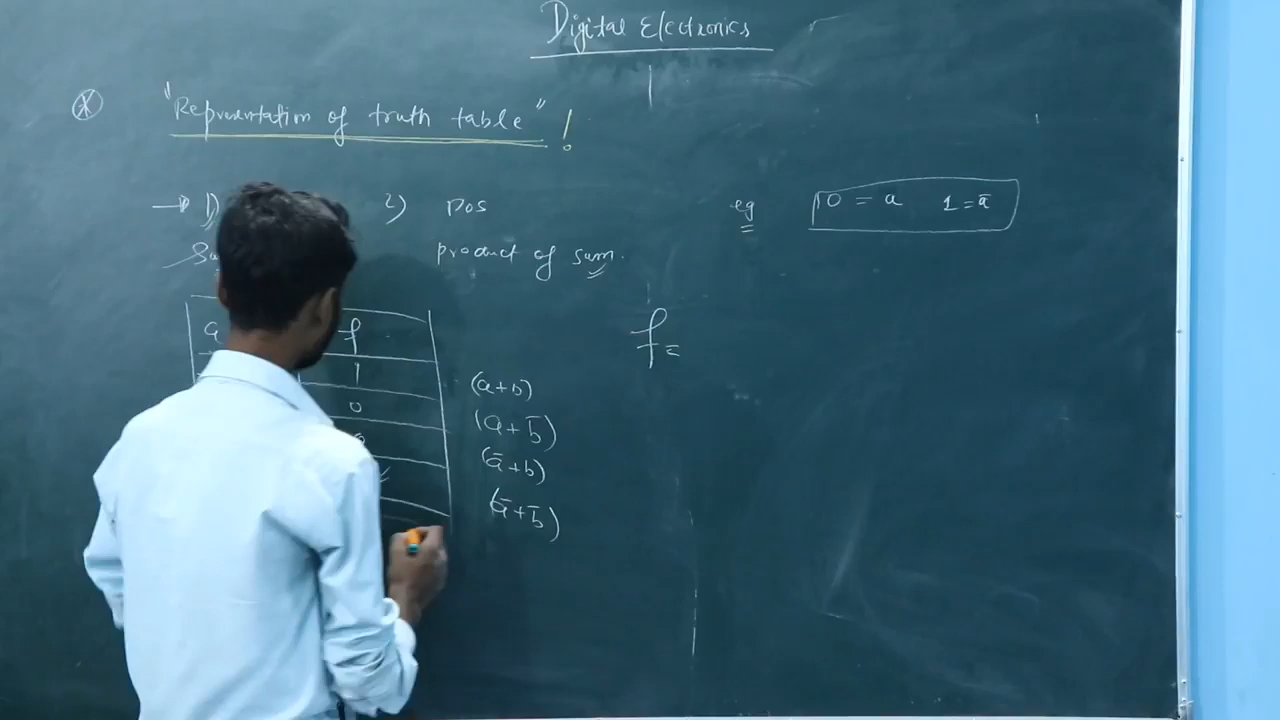 Digital Electronics
"Representation of truth table" !
→ 1) 2) POS
product of sum.
eg 0 = a 1 = a̅
a f
1
0
f =
(a+b)
(a+b̅)
(a̅+b)
(a̅+b̅)